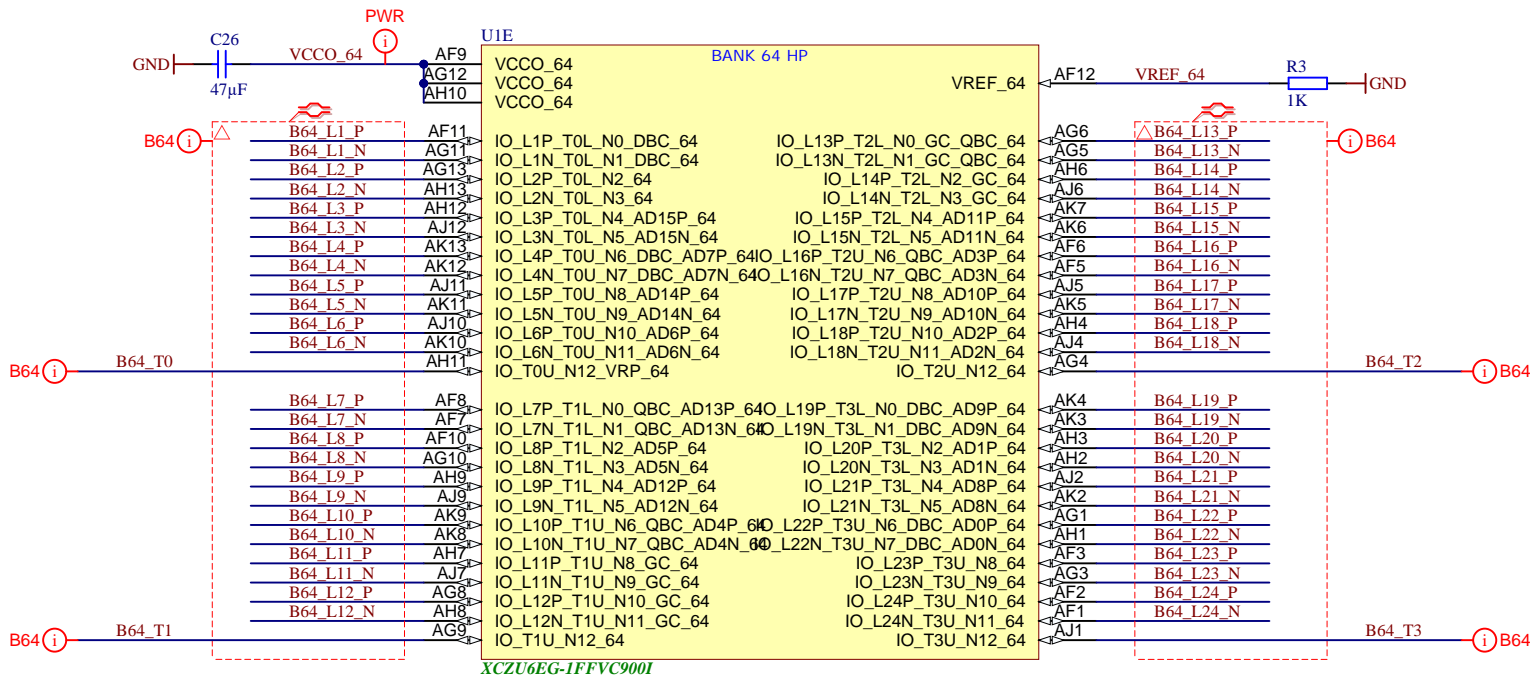 PWR
C26
GND
VCCO_64
47µF
U1E
BANK 64 HP
AF9 VCCO_64
AG12 VCCO_64
AH10 VCCO_64
VREF_64 AF12 VREF_64
R3
1K
GND
B64
B64_L1_P AF11 IO_L1P_T0L_N0_DBC_64
B64_L1_N AG11 IO_L1N_T0L_N1_DBC_64
B64_L2_P AG13 IO_L2P_T0L_N2_64
B64_L2_N AH13 IO_L2N_T0L_N3_64
B64_L3_P AH12 IO_L3P_T0L_N4_AD15P_64
B64_L3_N AJ12 IO_L3N_T0L_N5_AD15N_64
B64_L4_P AK13 IO_L4P_T0U_N6_DBC_AD7P_64
B64_L4_N AK12 IO_L4N_T0U_N7_DBC_AD7N_64
B64_L5_P AJ11 IO_L5P_T0U_N8_AD14P_64
B64_L5_N AK11 IO_L5N_T0U_N9_AD14N_64
B64_L6_P AJ10 IO_L6P_T0U_N10_AD6P_64
B64_L6_N AK10 IO_L6N_T0U_N11_AD6N_64
B64 B64_T0 AH11 IO_T0U_N12_VRP_64
B64_L7_P AF8 IO_L7P_T1L_N0_QBC_AD13P_64
B64_L7_N AF7 IO_L7N_T1L_N1_QBC_AD13N_64
B64_L8_P AF10 IO_L8P_T1L_N2_AD5P_64
B64_L8_N AG10 IO_L8N_T1L_N3_AD5N_64
B64_L9_P AH9 IO_L9P_T1L_N4_AD12P_64
B64_L9_N AJ9 IO_L9N_T1L_N5_AD12N_64
B64_L10_P AK9 IO_L10P_T1U_N6_QBC_AD4P_64
B64_L10_N AK8 IO_L10N_T1U_N7_QBC_AD4N_64
B64_L11_P AH7 IO_L11P_T1U_N8_GC_64
B64_L11_N AJ7 IO_L11N_T1U_N9_GC_64
B64_L12_P AG8 IO_L12P_T1U_N10_GC_64
B64_L12_N AH8 IO_L12N_T1U_N11_GC_64
B64 B64_T1 AG9 IO_T1U_N12_64
IO_L13P_T2L_N0_GC_QBC_64 AG6 B64_L13_P
B64
IO_L13N_T2L_N1_GC_QBC_64 AG5 B64_L13_N
IO_L14P_T2L_N2_GC_64 AH6 B64_L14_P
IO_L14N_T2L_N3_GC_64 AJ6 B64_L14_N
IO_L15P_T2L_N4_AD11P_64 AK7 B64_L15_P
IO_L15N_T2L_N5_AD11N_64 AK6 B64_L15_N
IO_L16P_T2U_N6_QBC_AD3P_64 AF6 B64_L16_P
IO_L16N_T2U_N7_QBC_AD3N_64 AF5 B64_L16_N
IO_L17P_T2U_N8_AD10P_64 AJ5 B64_L17_P
IO_L17N_T2U_N9_AD10N_64 AK5 B64_L17_N
IO_L18P_T2U_N10_AD2P_64 AH4 B64_L18_P
IO_L18N_T2U_N11_AD2N_64 AJ4 B64_L18_N
IO_T2U_N12_64 AG4 B64_T2 B64
IO_L19P_T3L_N0_DBC_AD9P_64 AK4 B64_L19_P
IO_L19N_T3L_N1_DBC_AD9N_64 AK3 B64_L19_N
IO_L20P_T3L_N2_AD1P_64 AH3 B64_L20_P
IO_L20N_T3L_N3_AD1N_64 AH2 B64_L20_N
IO_L21P_T3L_N4_AD8P_64 AJ2 B64_L21_P
IO_L21N_T3L_N5_AD8N_64 AK2 B64_L21_N
IO_L22P_T3U_N6_DBC_AD0P_64 AG1 B64_L22_P
IO_L22N_T3U_N7_DBC_AD0N_64 AH1 B64_L22_N
IO_L23P_T3U_N8_64 AF3 B64_L23_P
IO_L23N_T3U_N9_64 AG3 B64_L23_N
IO_L24P_T3U_N10_64 AF2 B64_L24_P
IO_L24N_T3U_N11_64 AF1 B64_L24_N
IO_T3U_N12_64 AJ1 B64_T3 B64
XCZU6EG-1FFVC900I